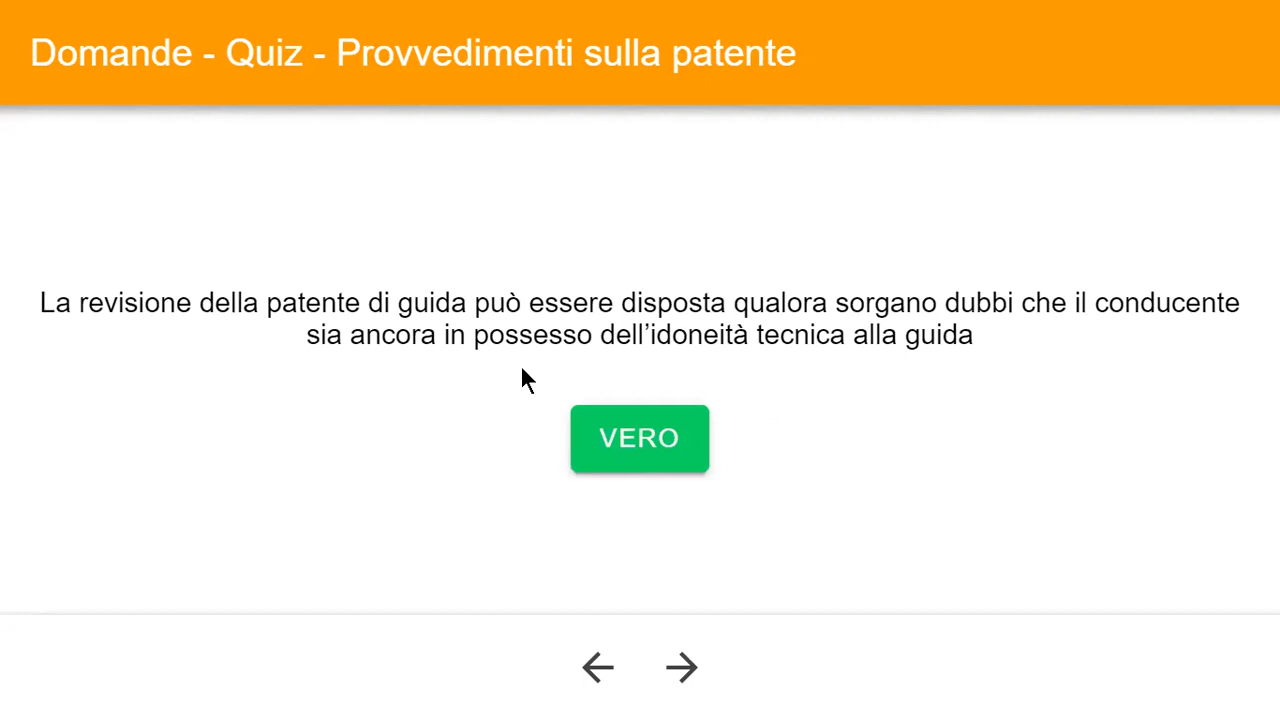 Domande - Quiz - Provvedimenti sulla patente
La revisione della patente di guida può essere disposta qualora sorgano dubbi che il conducente
sia ancora in possesso dell’idoneità tecnica alla guida
VERO